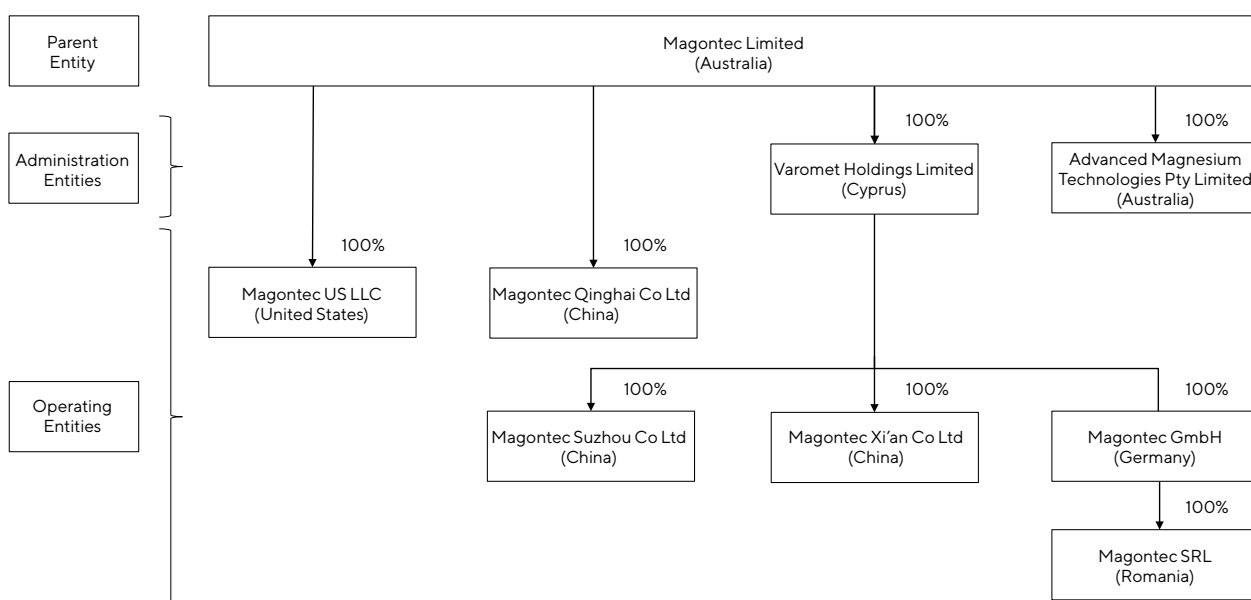 Parent
Entity
Magontec Limited
(Australia)
100%
100%
Administration
Entities
Varomet Holdings Limited
(Cyprus)
Advanced Magnesium
Technologies Pty Limited
(Australia)
100%
100%
Magontec US LLC
(United States)
Magontec Qinghai Co Ltd
(China)
Operating
Entities
100%
100%
100%
Magontec Suzhou Co Ltd
(China)
Magontec Xi'an Co Ltd
(China)
Magontec GmbH
(Germany)
100%
Magontec SRL
(Romania)